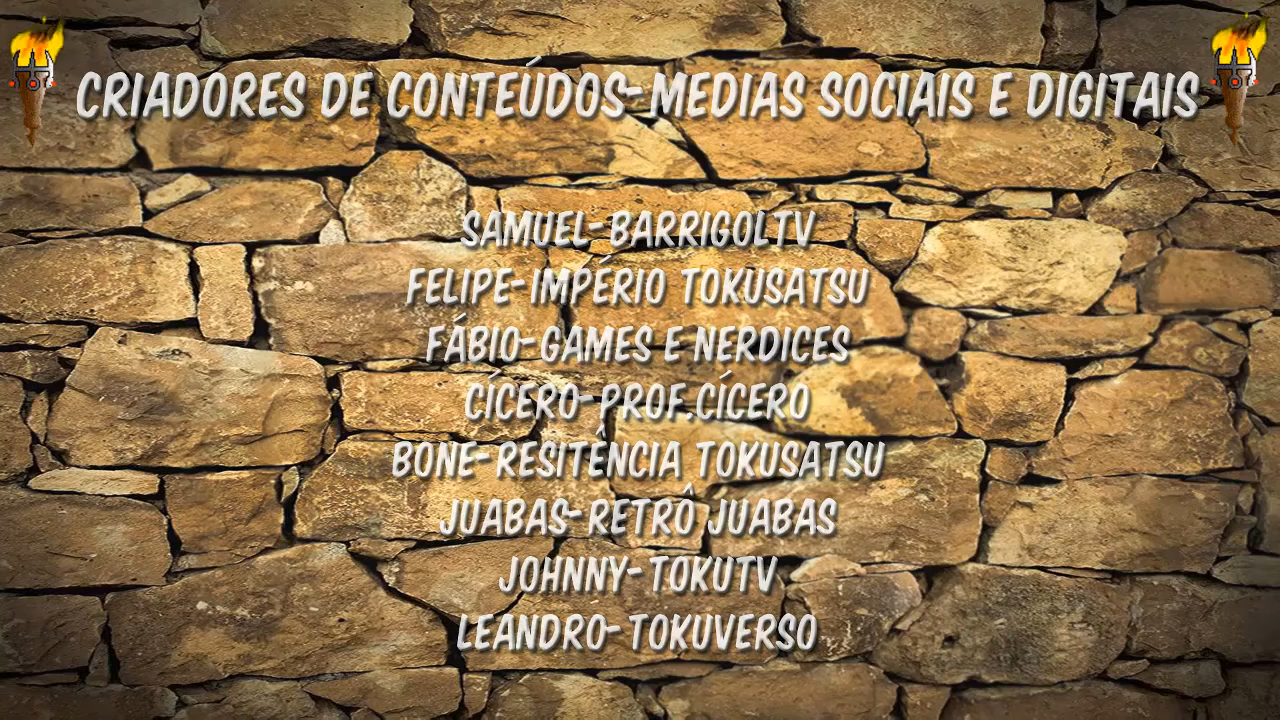 CRIADORES DE CONTEÚDOS-MEDIAS SOCIAIS E DIGITAIS
SAMUEL-BARRIGOLTV
FELIPE-IMPÉRIO TOKUSATSU
FÁBIO-GAMES E NERDICES
CÍCERO-PROF.CÍCERO
BONE-RESITÊNCIA TOKUSATSU
JUABAS-RETRÔ JUABAS
JOHNNY-TOKUTV
LEANDRO-TOKUVERSO